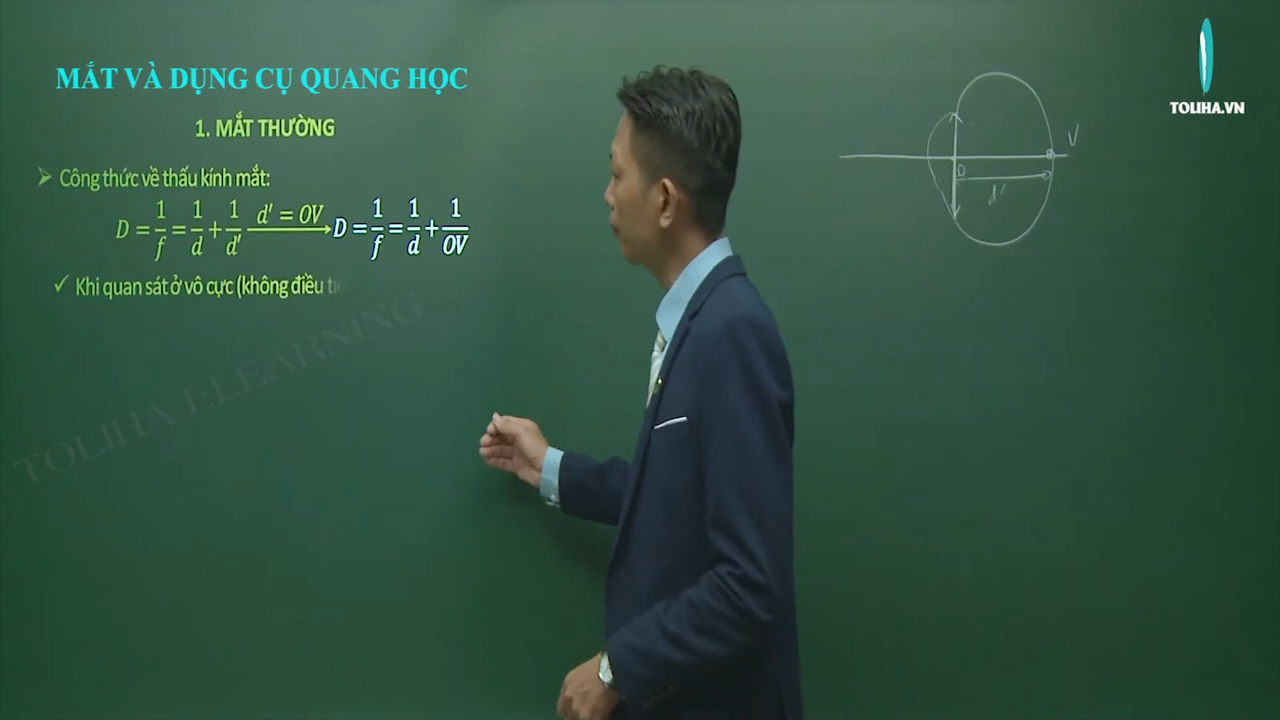 MẮT VÀ DỤNG CỤ QUANG HỌC
1. MẮT THƯỜNG
➢ Công thức về thấu kính mắt:
D = 1/f = 1/d + 1/d' d' = OV → D = 1/f = 1/d + 1/OV
✓ Khi quan sát ở vô cực (không điều
TOLIHA ELEARNING
V
O
d'
TOLIHA.VN